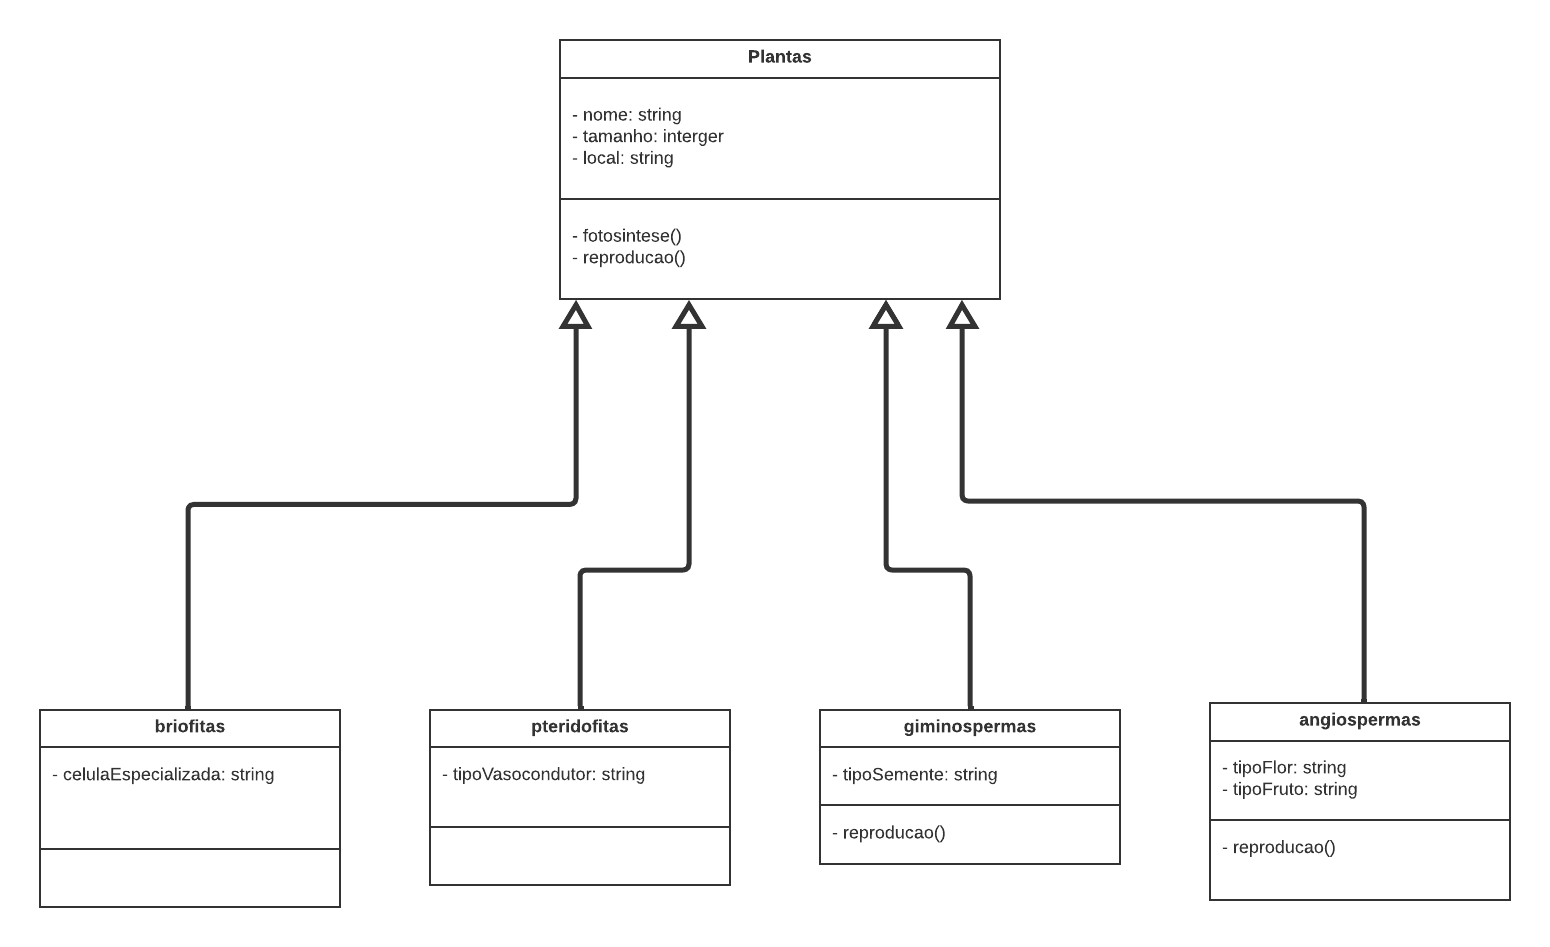 Plantas
- nome: string
- tamanho: interger
- local: string
- fotosintese()
- reproducao()
briofitas
- celulaEspecializada: string
pteridofitas
- tipoVasocondutor: string
giminospermas
- tipoSemente: string
- reproducao()
angiospermas
- tipoFlor: string
- tipoFruto: string
- reproducao()